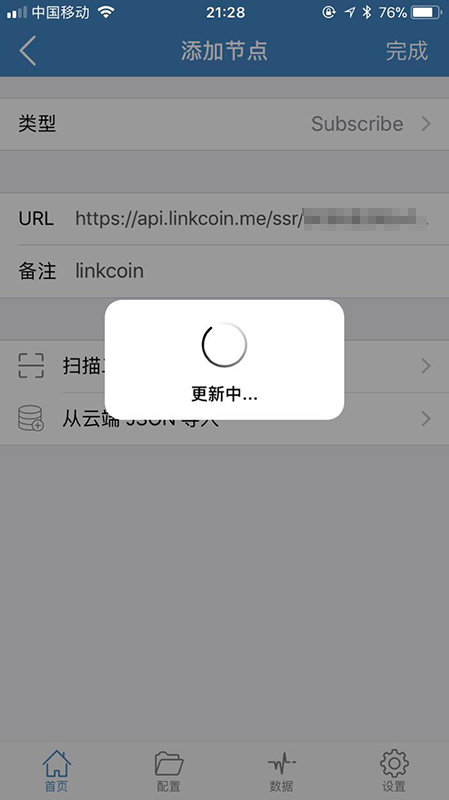 中国移动
21:28
76%
添加节点
完成
类型
Subscribe
URL
https://api.linkcoin.me/ssr/
备注
linkcoin
更新中...
扫描
从云端 JSON 导入
首页
配置
数据
设置